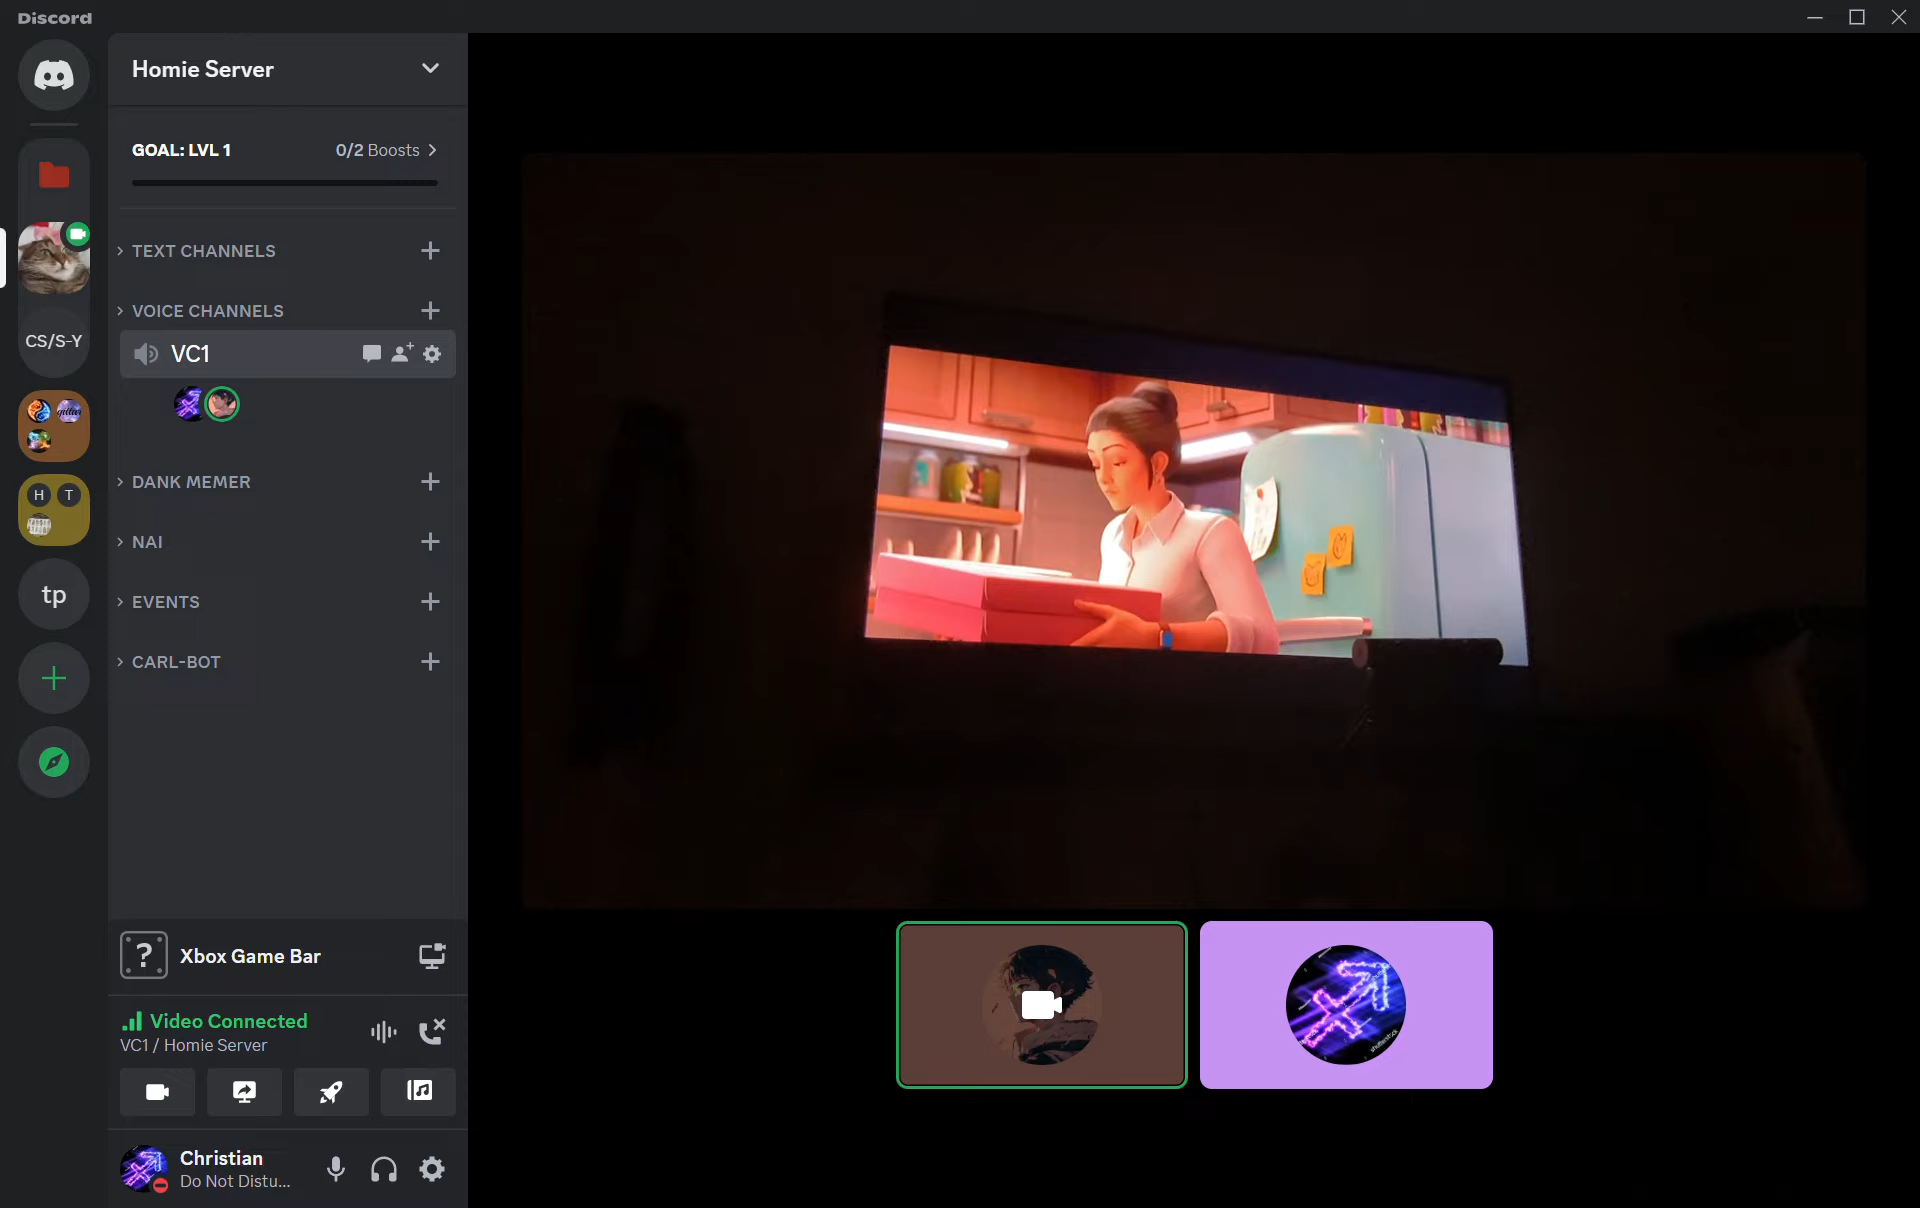 Discord
Homie Server
GOAL: LVL 1
0/2 Boosts
TEXT CHANNELS
VOICE CHANNELS
CS/S-Y
VC1
DANK MEMER
H T
NAI
EVENTS
tp
CARL-BOT
? Xbox Game Bar
Video Connected
VC1 / Homie Server
Christian
Do Not Distu...